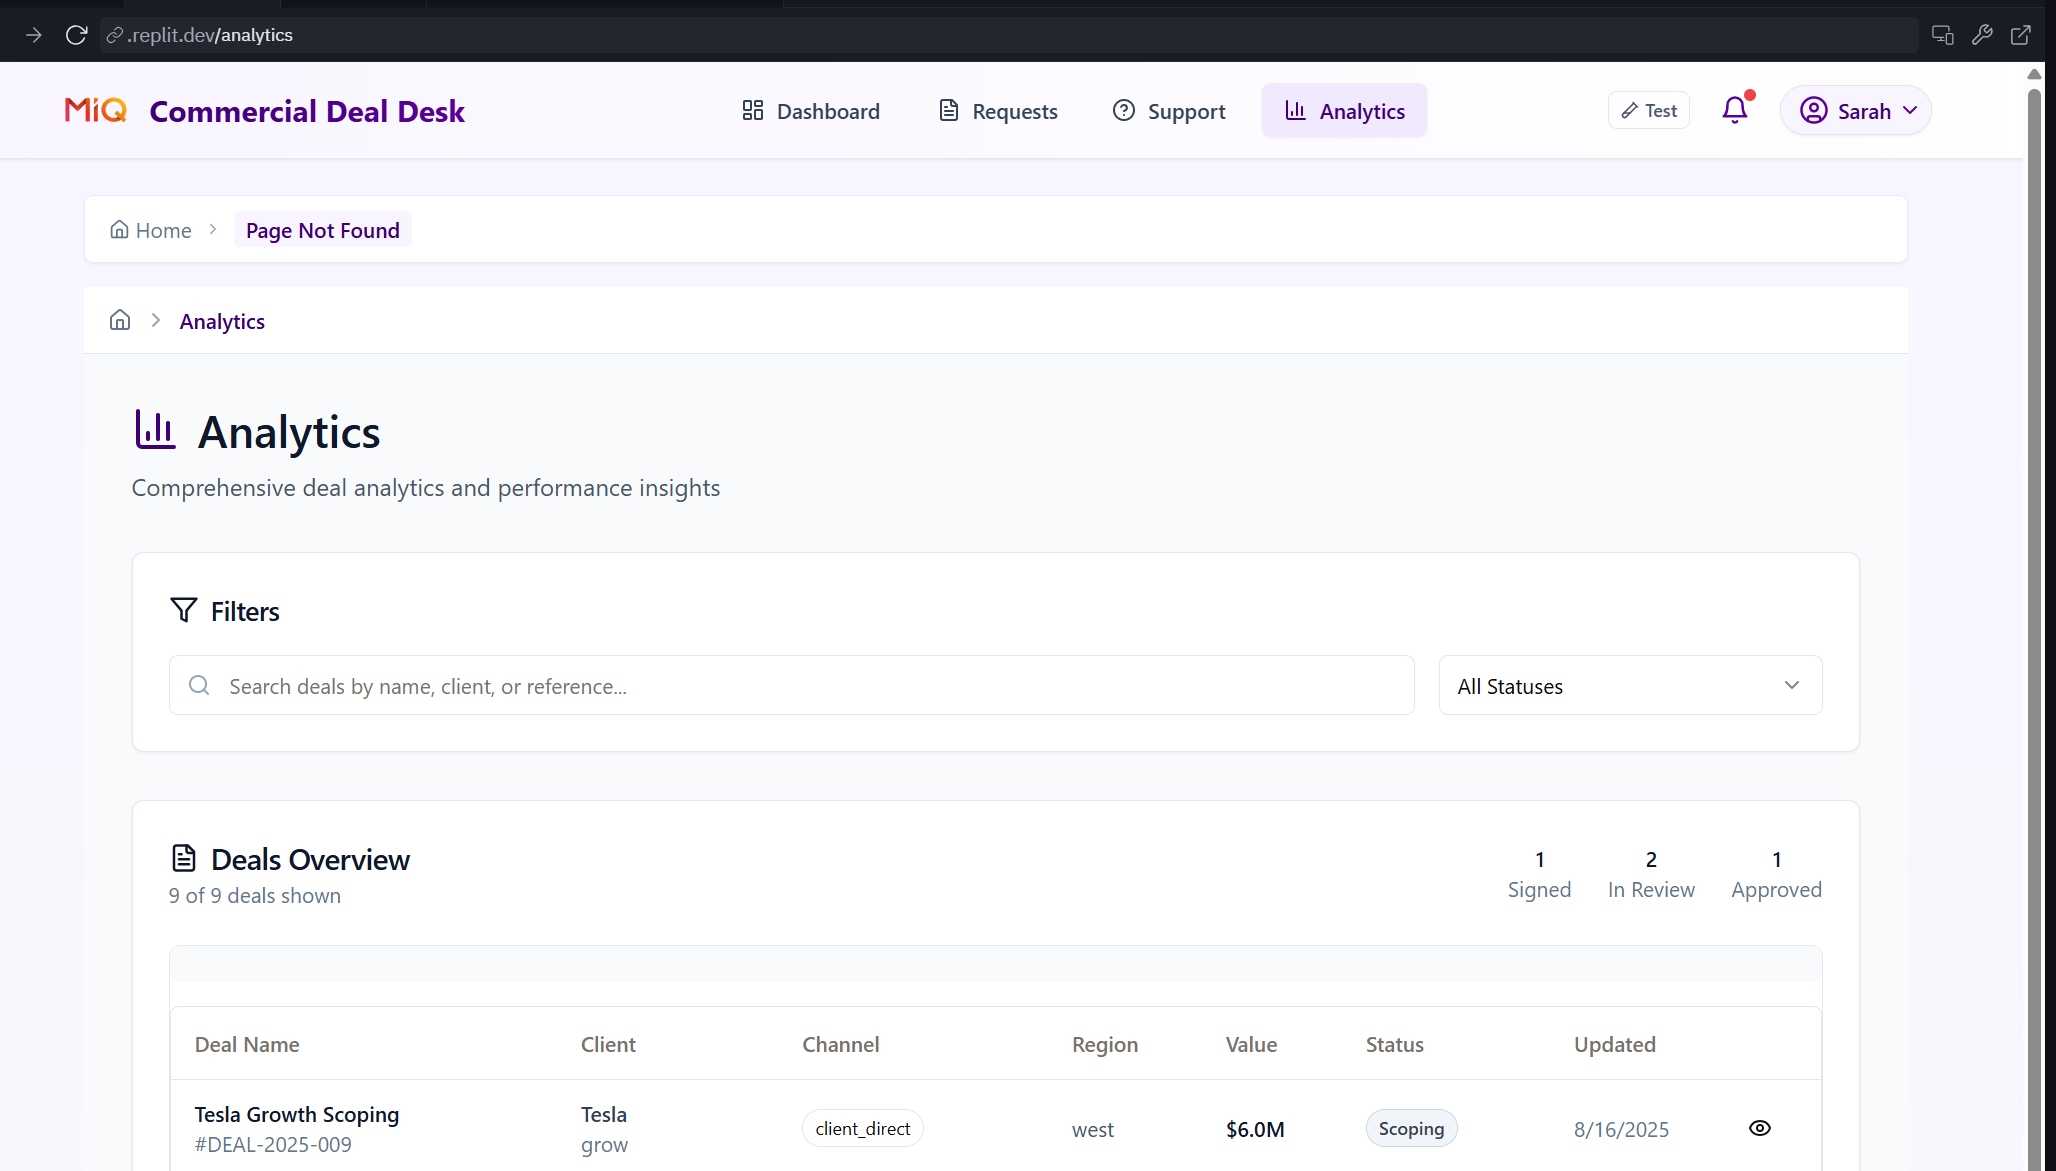 .replit.dev/analytics
MiQ Commercial Deal Desk
Dashboard
Requests
Support
Analytics
Test
Sarah
Home
Page Not Found
Analytics
Analytics
Comprehensive deal analytics and performance insights
Filters
Search deals by name, client, or reference...
All Statuses
Deals Overview
9 of 9 deals shown
1
Signed
2
In Review
1
Approved
Deal Name Client Channel Region Value Status Updated
Tesla Growth Scoping
#DEAL-2025-009
Tesla
grow
client_direct
west
$6.0M
Scoping
8/16/2025